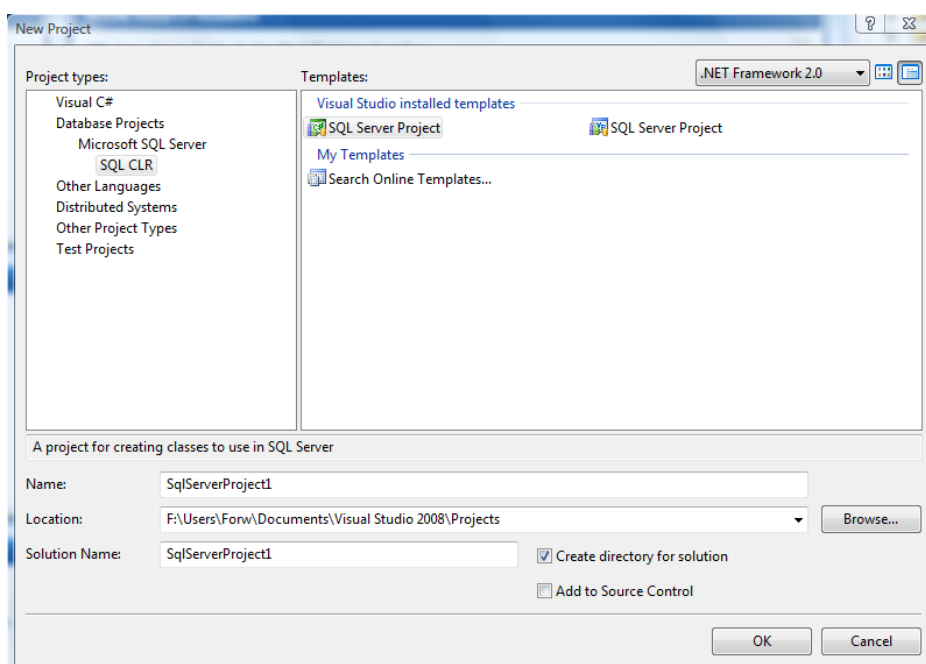 New Project
Project types:
Templates:
.NET Framework 2.0
Visual C#
Database Projects
Microsoft SQL Server
SQL CLR
Other Languages
Distributed Systems
Other Project Types
Test Projects
Visual Studio installed templates
SQL Server Project
SQL Server Project
My Templates
Search Online Templates...
A project for creating classes to use in SQL Server
Name:
SqlServerProject1
Location:
F:\Users\Forw\Documents\Visual Studio 2008\Projects
Browse...
Solution Name:
SqlServerProject1
Create directory for solution
Add to Source Control
OK
Cancel